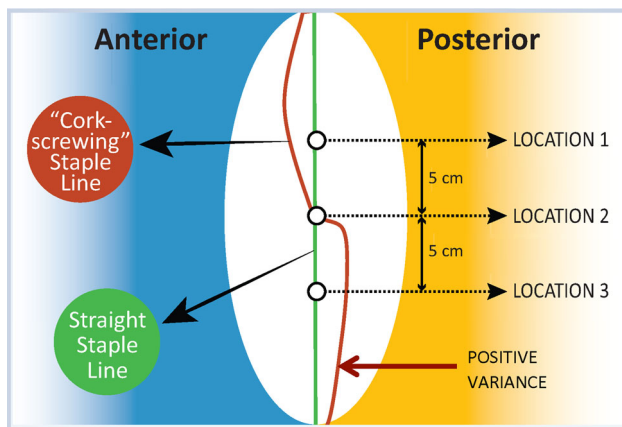 Anterior
Posterior
“Cork-
screwing”
Staple
Line
LOCATION 1
5 cm
LOCATION 2
5 cm
LOCATION 3
Straight
Staple
Line
POSITIVE
VARIANCE